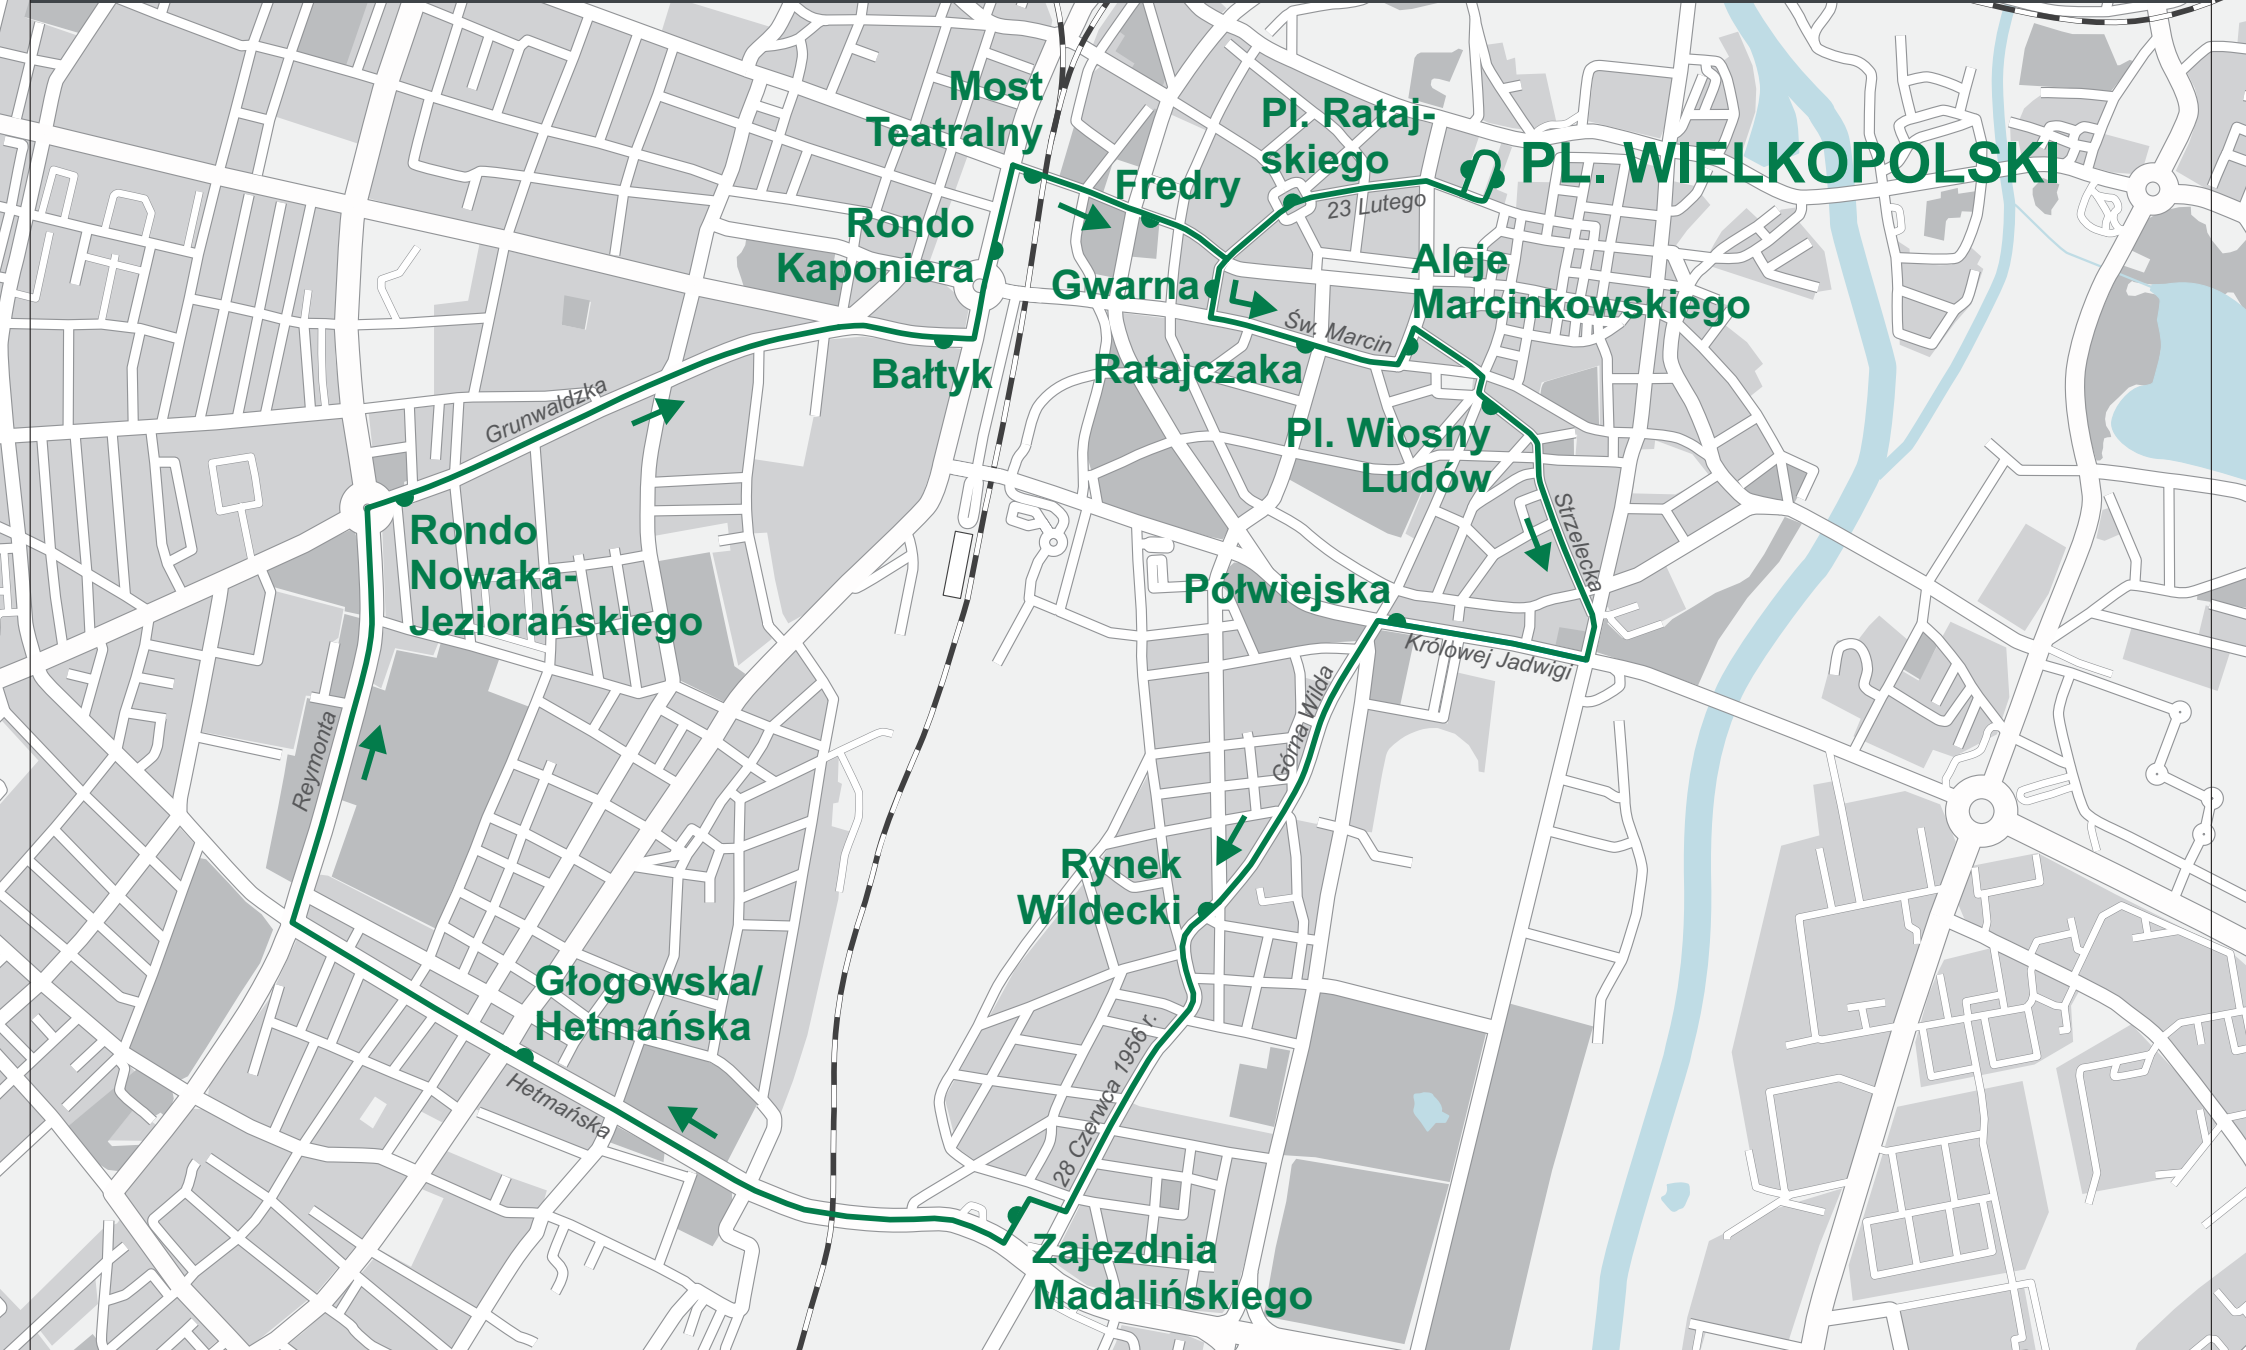 Most
Teatralny
Pl. Rataj-
skiego
PL. WIELKOPOLSKI
Fredry
23 Lutego
Rondo
Kaponiera
Gwarna
Aleje
Marcinkowskiego
Św. Marcin
Bałtyk
Ratajczaka
Grunwaldzka
Pl. Wiosny
Ludów
Rondo
Nowaka-
Jeziorańskiego
Strzelecka
Półwiejska
Królowej Jadwigi
Górna Wilda
Reymonta
Rynek
Wildecki
Głogowska/
Hetmańska
Hetmańska
28 Czerwca 1956 r.
Zajezdnia
Madalińskiego